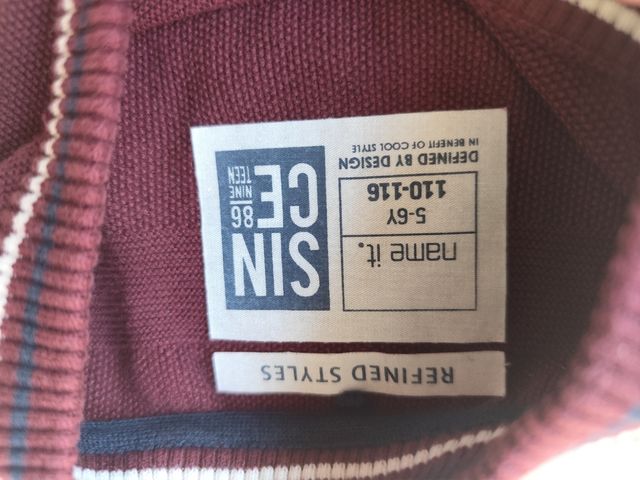 REFINED STYLES
name it.
5-6Y
110-116
SIN
CE
86
NINE
TEEN
DEFINED BY DESIGN
IN BENEFIT OF COOL STYLE